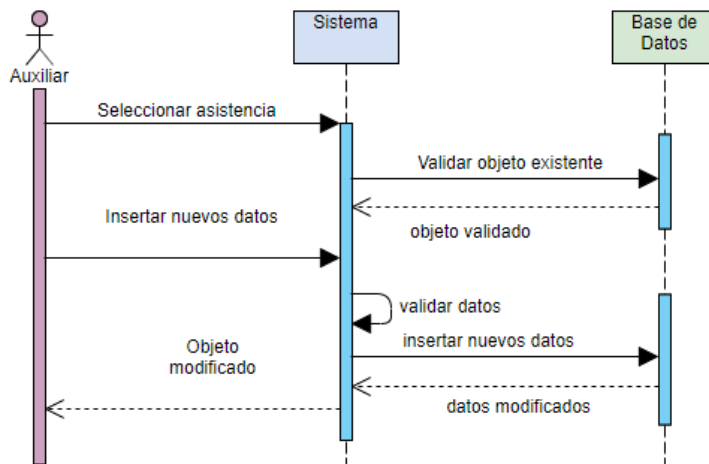 Sistema
Base de
Datos
Auxiliar
Seleccionar asistencia
Validar objeto existente
Insertar nuevos datos
objeto validado
validar datos
insertar nuevos datos
Objeto
modificado
datos modificados